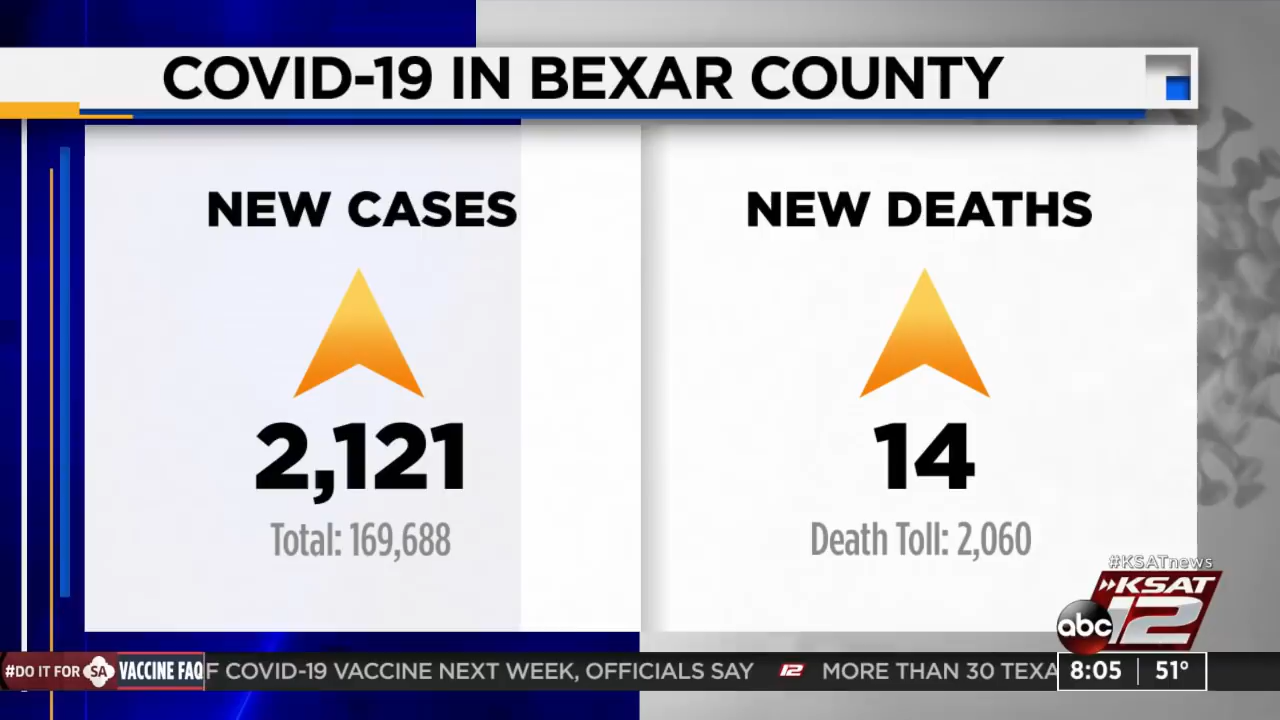 COVID-19 IN BEXAR COUNTY
NEW CASES
2,121
Total: 169,688
NEW DEATHS
14
Death Toll: 2,060
#KSATnews
KSAT
abc 12
#DO IT FOR SA VACCINE FAQ F COVID-19 VACCINE NEXT WEEK, OFFICIALS SAY 12 MORE THAN 30 TEXA 8:05 51°